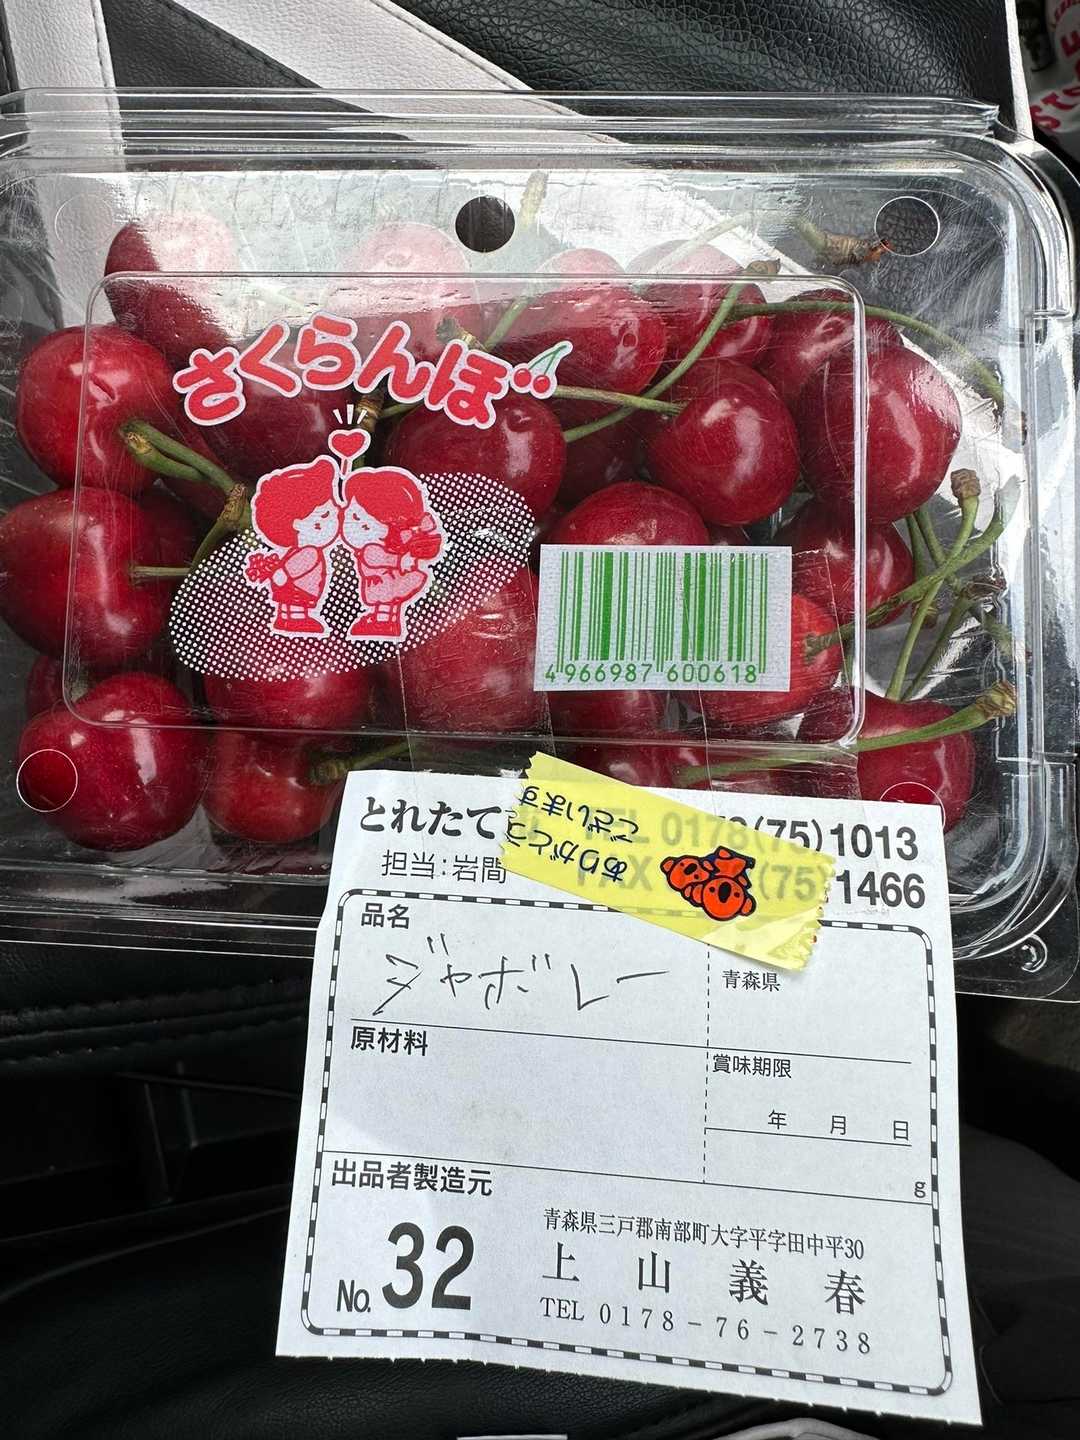 さくらんぼ
4 966987 600618
とれたて
TEL 0178(75)1013
担当:岩間
FAX (75)1466
ありがとう
ございます
品名
ジャボレー
青森県
原材料
賞味期限
年 月 日
g
出品者製造元
No. 32
青森県三戸郡南部町大字平字田中平30
上山義春
TEL 0178-76-2738